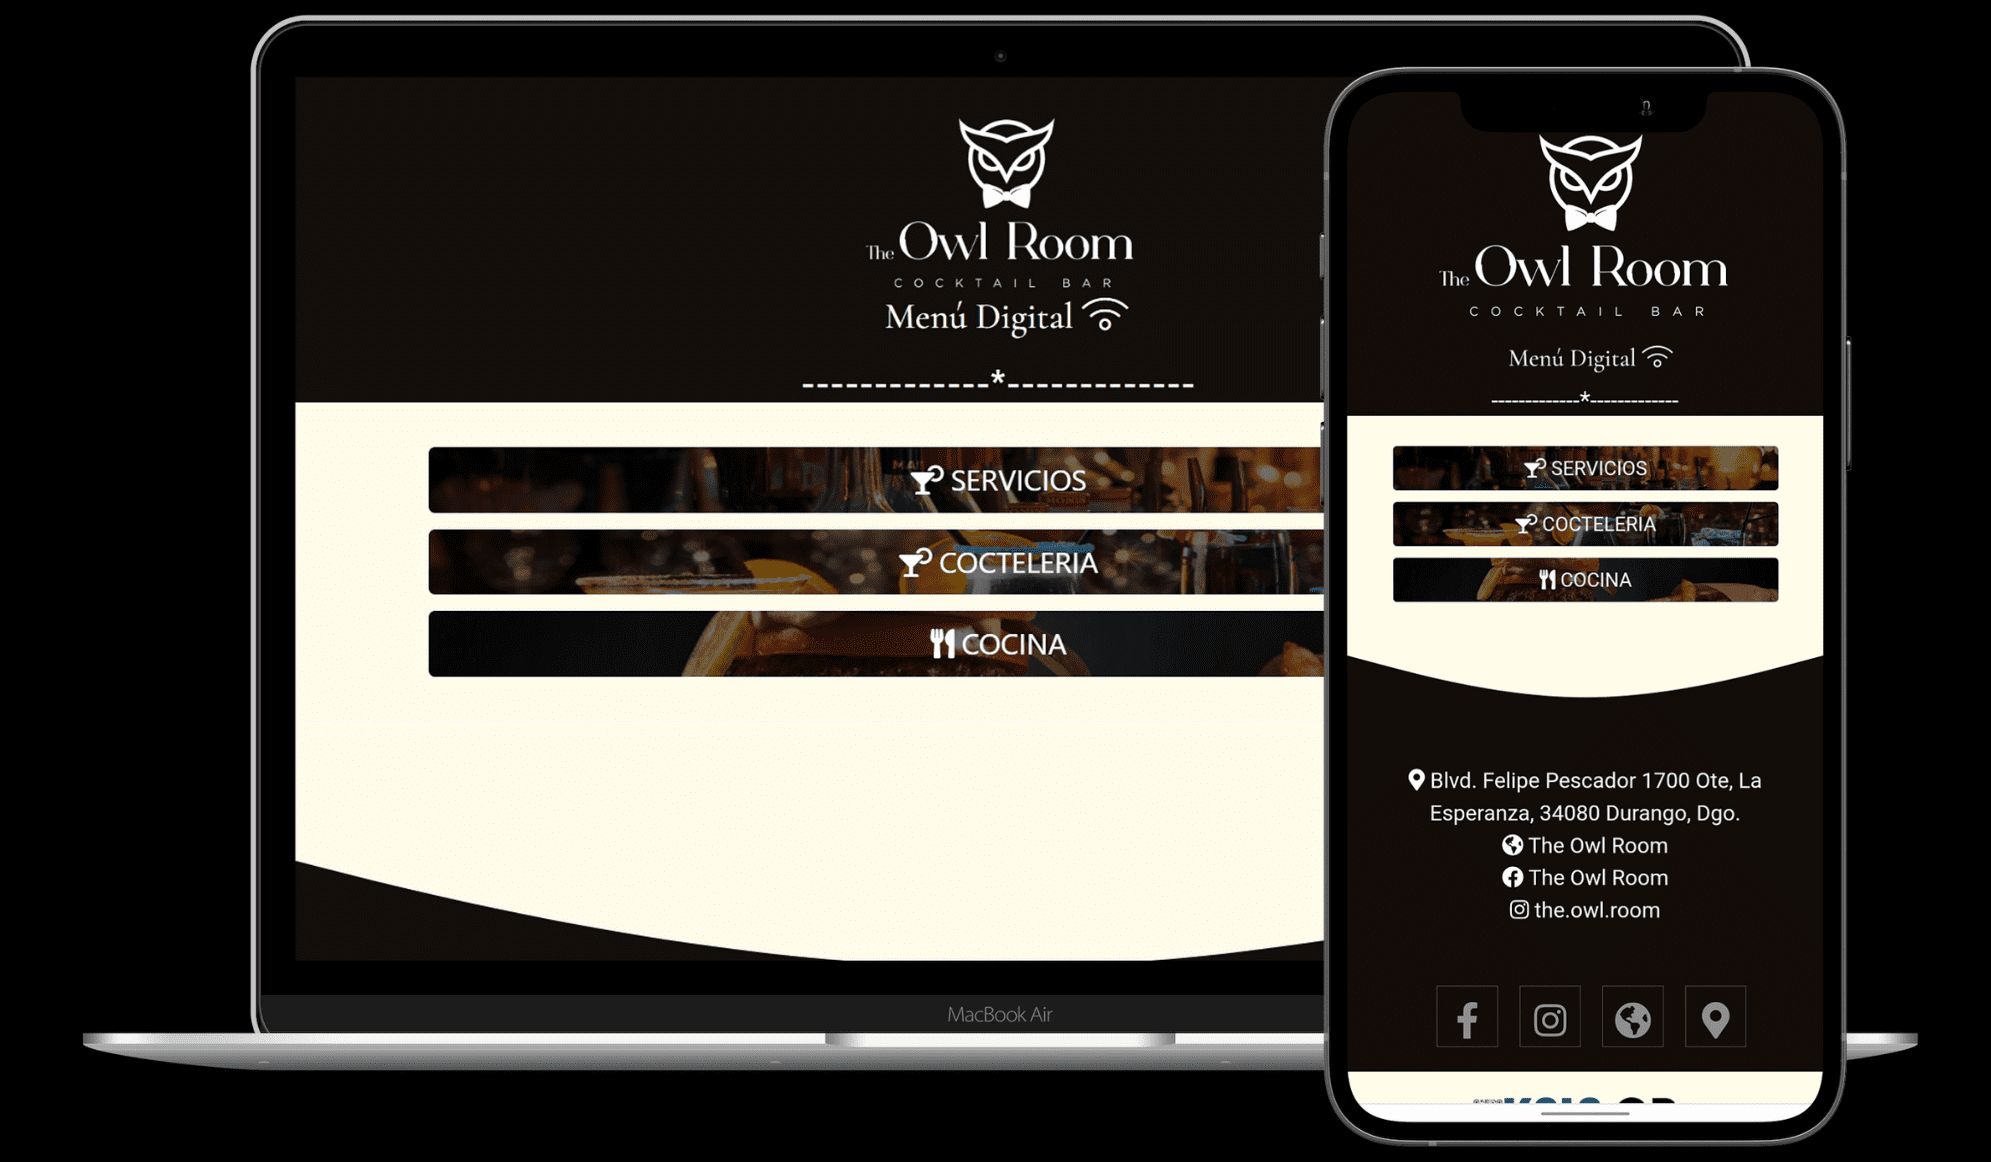 The Owl Room
COCKTAIL BAR
Menú Digital
-------------*-------------
SERVICIOS
COCTELERIA
COCINA
MacBook Air
The Owl Room
COCKTAIL BAR
Menú Digital
-------------*-------------
SERVICIOS
COCTELERIA
COCINA
Blvd. Felipe Pescador 1700 Ote, La
Esperanza, 34080 Durango, Dgo.
The Owl Room
The Owl Room
the.owl.room